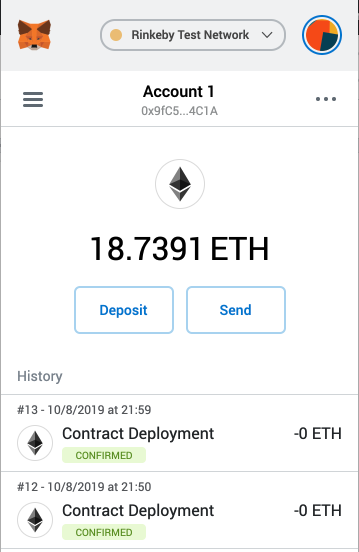 Rinkeby Test Network
Account 1
0x9fC5...4C1A
18.7391 ETH
Deposit
Send
History
#13 - 10/8/2019 at 21:59
Contract Deployment
-0 ETH
CONFIRMED
#12 - 10/8/2019 at 21:50
Contract Deployment
-0 ETH
CONFIRMED